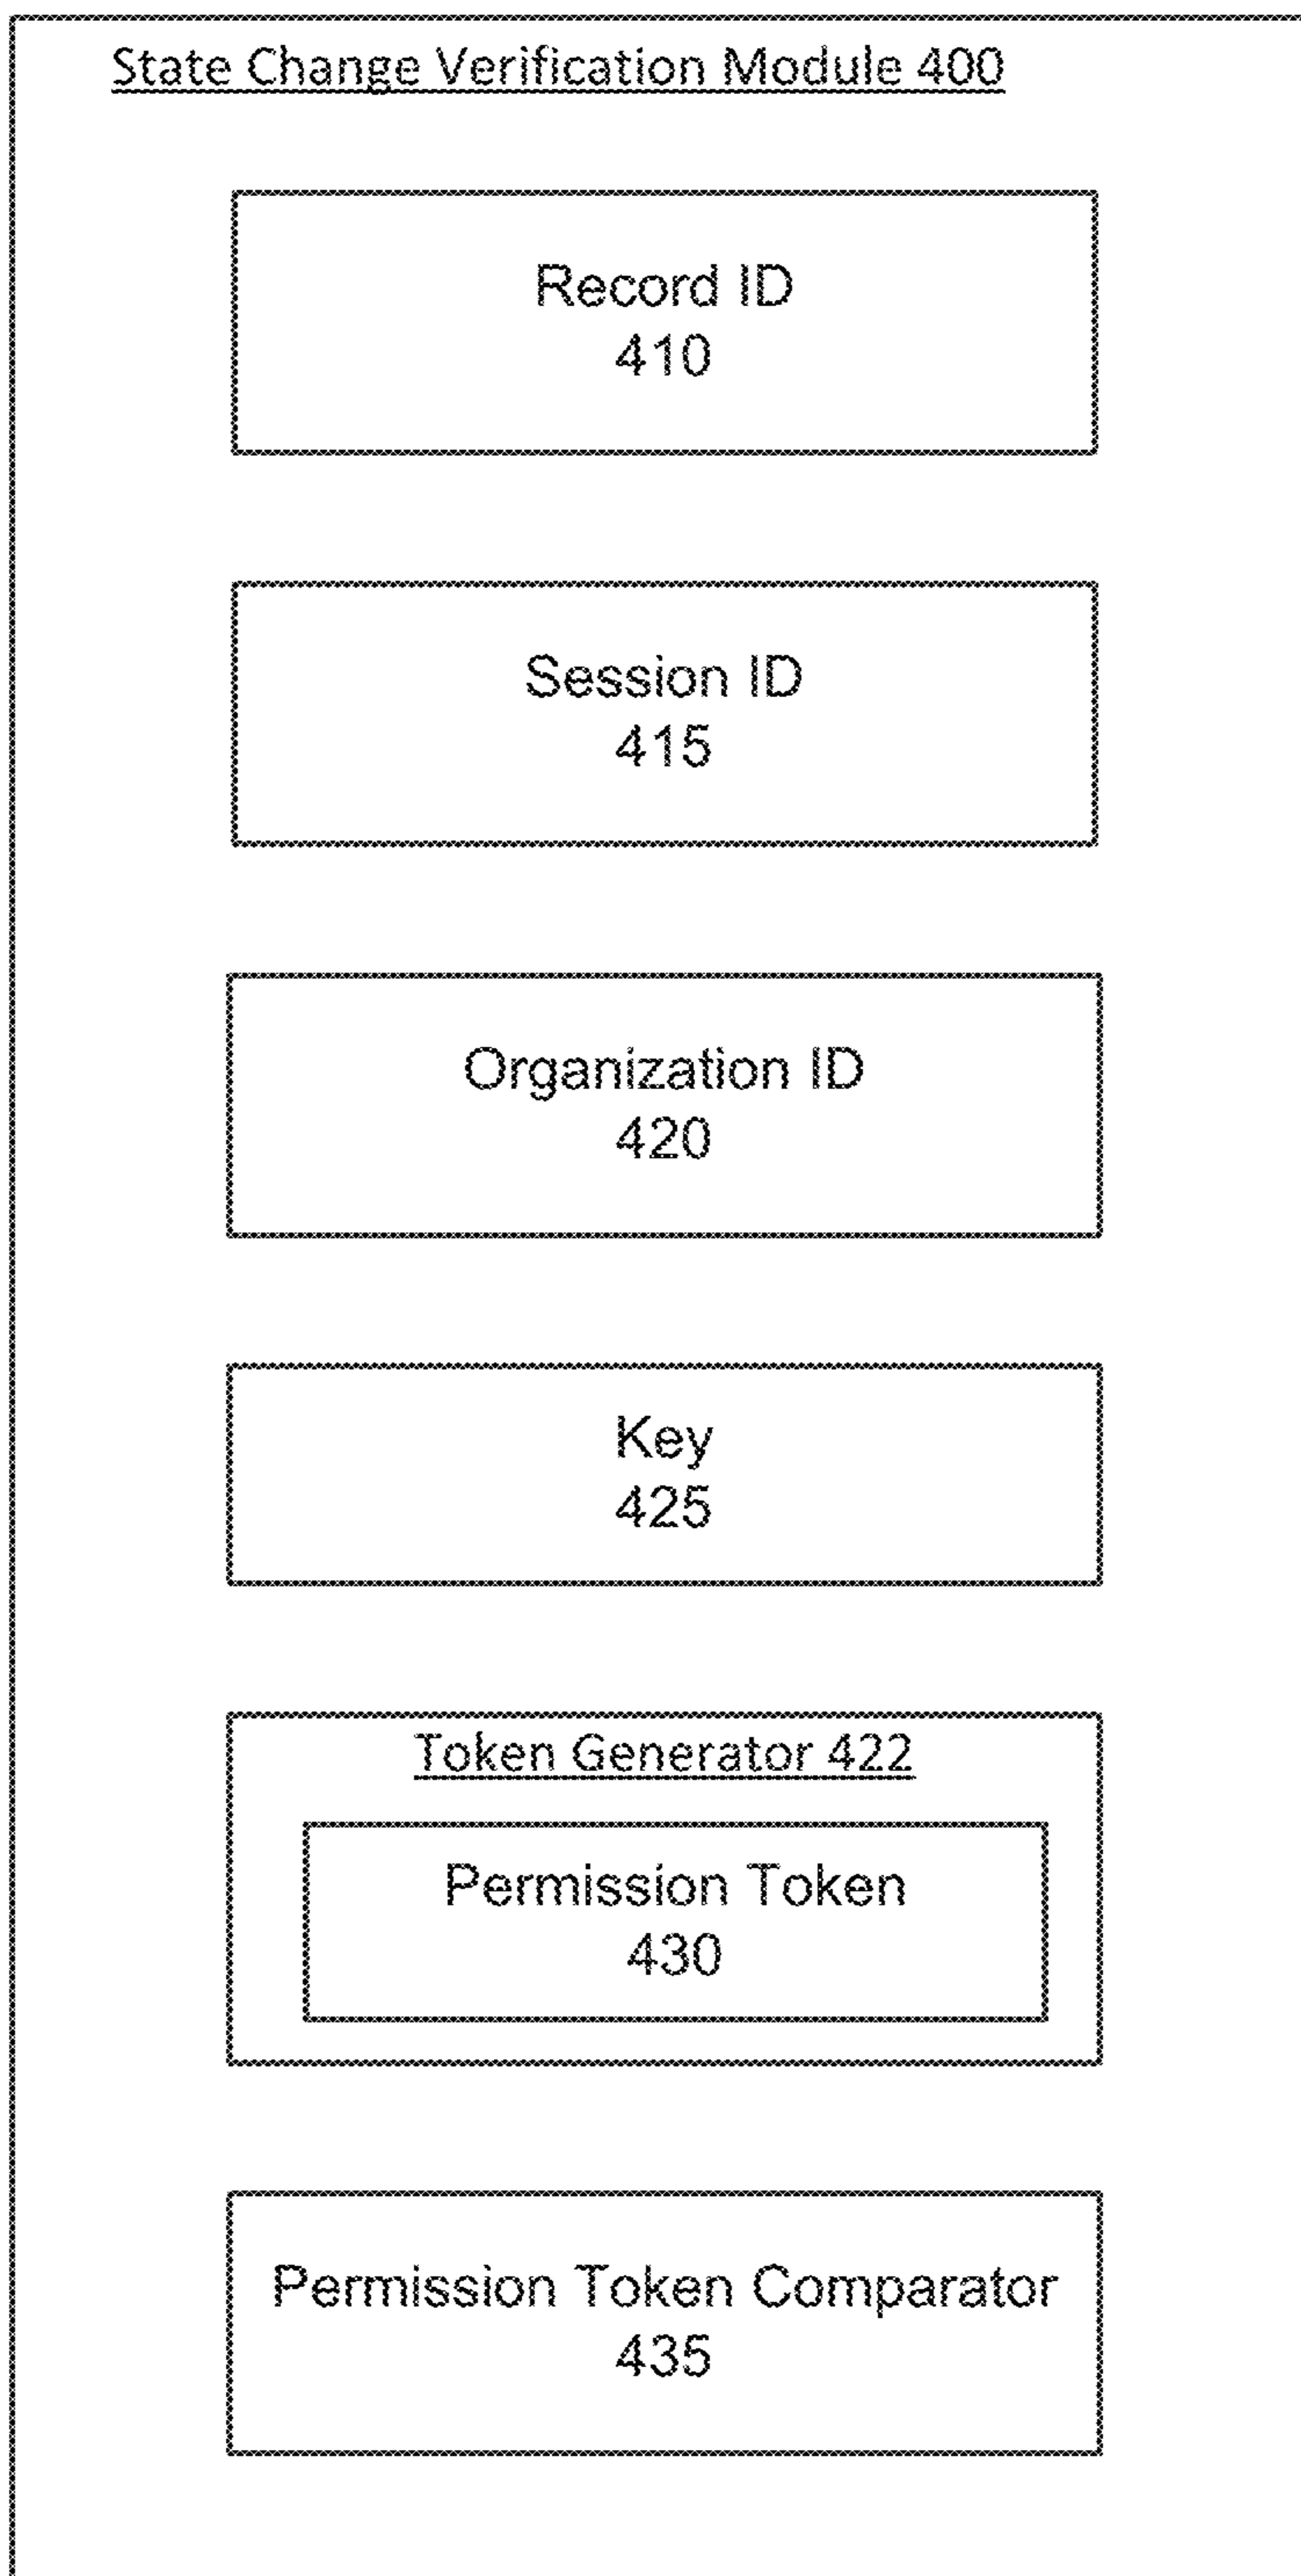 State Change Verification Module 400
Record ID
410
Session ID
415
Organization ID
420
Key
425
Token Generator 422
Permission Token
430
Permission Token Comparator
435